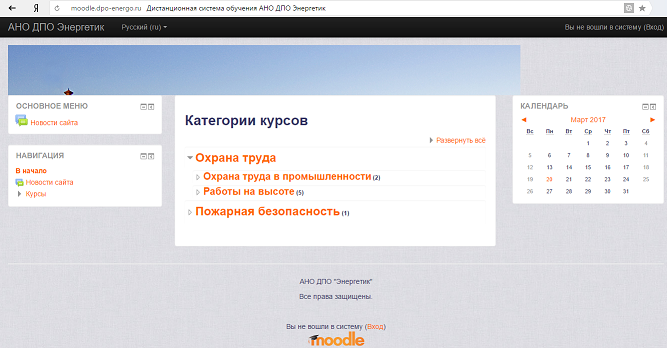 Я moodle.dpo-energo.ru Дистанционная система обучения АНО ДПО Энергетик
АНО ДПО Энергетик Русский (ru) Вы не вошли в систему (Вход)
ОСНОВНОЕ МЕНЮ
Новости сайта
НАВИГАЦИЯ
В начало
Новости сайта
Курсы
Категории курсов
Развернуть всё
Охрана труда
Охрана труда в промышленности (2)
Работы на высоте (5)
Пожарная безопасность (1)
КАЛЕНДАРЬ
Март 2017
Вс Пн Вт Ср Чт Пт Сб
1 2 3 4
5 6 7 8 9 10 11
12 13 14 15 16 17 18
19 20 21 22 23 24 25
26 27 28 29 30 31
АНО ДПО "Энергетик"
Все права защищены.
Вы не вошли в систему (Вход)
moodle